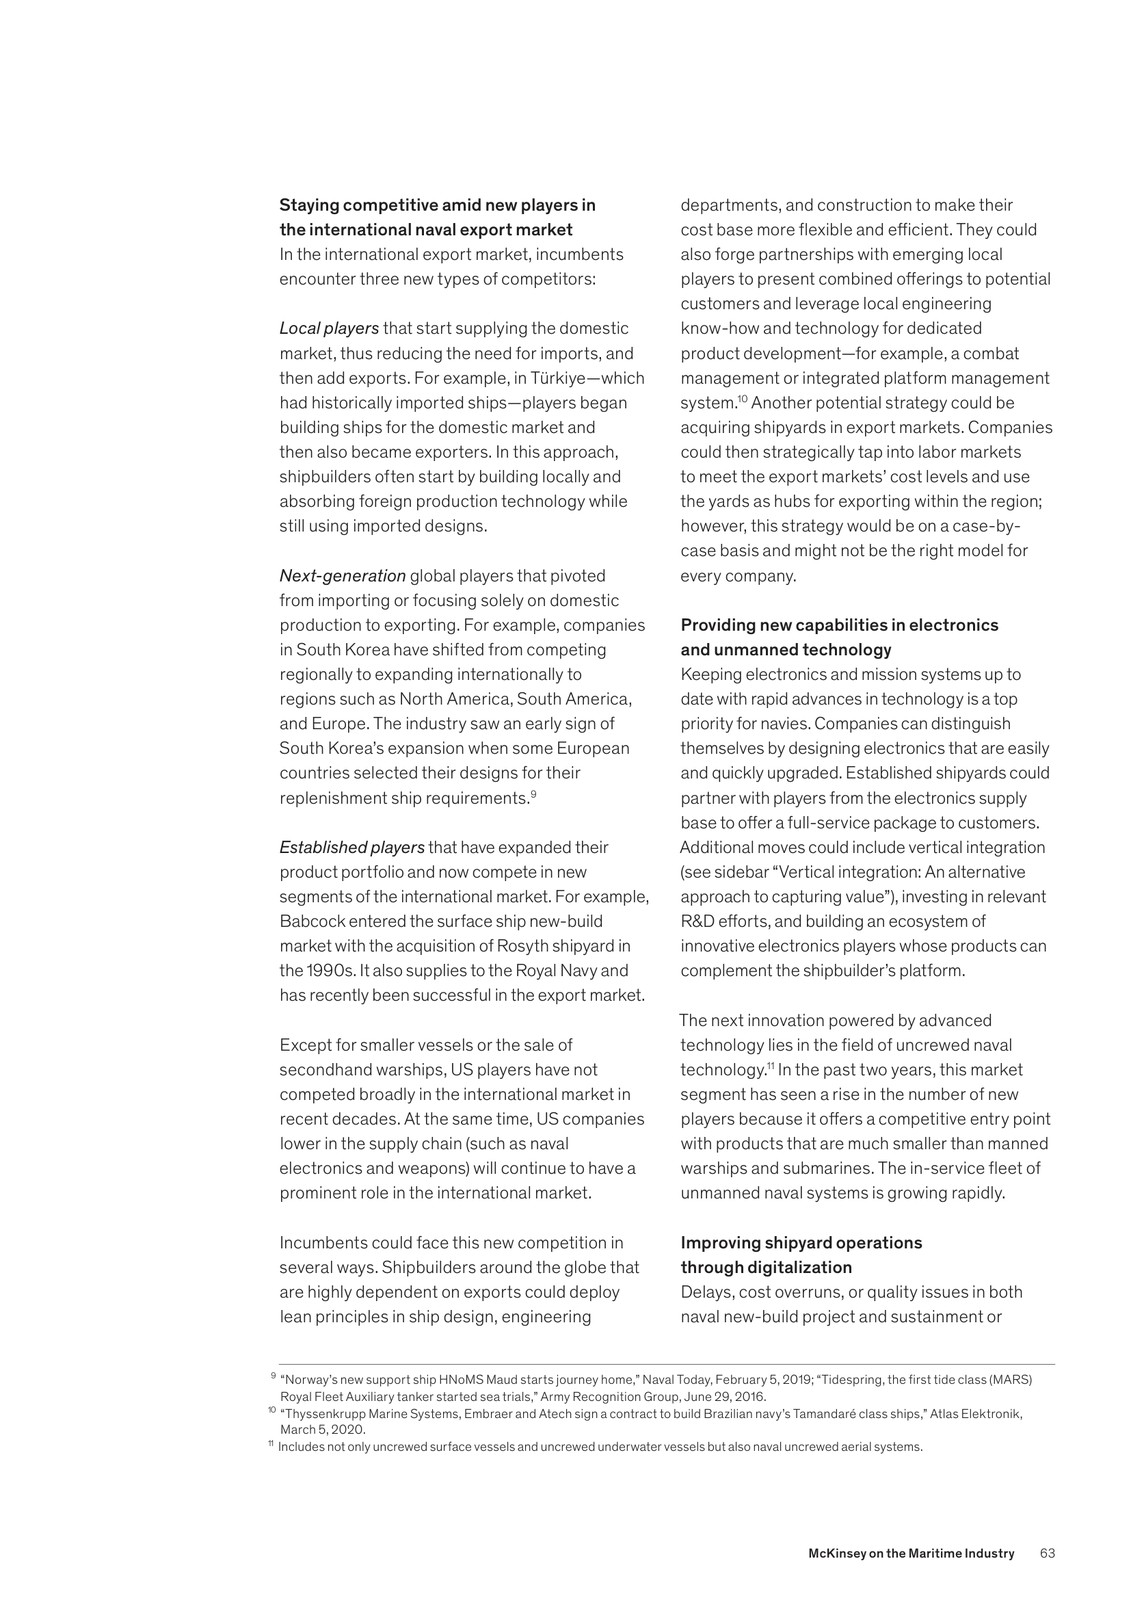 Staying competitive amid new players in
the international naval export market
In the international export market, incumbents
encounter three new types of competitors:
Local players that start supplying the domestic
market, thus reducing the need for imports, and
then add exports. For example, in Türkiye—which
had historically imported ships—players began
building ships for the domestic market and
then also became exporters. In this approach,
shipbuilders often start by building locally and
absorbing foreign production technology while
still using imported designs.
Next-generation global players that pivoted
from importing or focusing solely on domestic
production to exporting. For example, companies
in South Korea have shifted from competing
regionally to expanding internationally to
regions such as North America, South America,
and Europe. The industry saw an early sign of
South Korea’s expansion when some European
countries selected their designs for their
replenishment ship requirements.9
Established players that have expanded their
product portfolio and now compete in new
segments of the international market. For example,
Babcock entered the surface ship new-build
market with the acquisition of Rosyth shipyard in
the 1990s. It also supplies to the Royal Navy and
has recently been successful in the export market.
Except for smaller vessels or the sale of
secondhand warships, US players have not
competed broadly in the international market in
recent decades. At the same time, US companies
lower in the supply chain (such as naval
electronics and weapons) will continue to have a
prominent role in the international market.
Incumbents could face this new competition in
several ways. Shipbuilders around the globe that
are highly dependent on exports could deploy
lean principles in ship design, engineering
departments, and construction to make their
cost base more flexible and efficient. They could
also forge partnerships with emerging local
players to present combined offerings to potential
customers and leverage local engineering
know-how and technology for dedicated
product development—for example, a combat
management or integrated platform management
system.10 Another potential strategy could be
acquiring shipyards in export markets. Companies
could then strategically tap into labor markets
to meet the export markets’ cost levels and use
the yards as hubs for exporting within the region;
however, this strategy would be on a case-by-
case basis and might not be the right model for
every company.
Providing new capabilities in electronics
and unmanned technology
Keeping electronics and mission systems up to
date with rapid advances in technology is a top
priority for navies. Companies can distinguish
themselves by designing electronics that are easily
and quickly upgraded. Established shipyards could
partner with players from the electronics supply
base to offer a full-service package to customers.
Additional moves could include vertical integration
(see sidebar “Vertical integration: An alternative
approach to capturing value”), investing in relevant
R&D efforts, and building an ecosystem of
innovative electronics players whose products can
complement the shipbuilder’s platform.
The next innovation powered by advanced
technology lies in the field of uncrewed naval
technology.11 In the past two years, this market
segment has seen a rise in the number of new
players because it offers a competitive entry point
with products that are much smaller than manned
warships and submarines. The in-service fleet of
unmanned naval systems is growing rapidly.
Improving shipyard operations
through digitalization
Delays, cost overruns, or quality issues in both
naval new-build project and sustainment or
9 “Norway’s new support ship HNoMS Maud starts journey home,” Naval Today, February 5, 2019; “Tidespring, the first tide class (MARS)
Royal Fleet Auxiliary tanker started sea trials,” Army Recognition Group, June 29, 2016.
10 “Thyssenkrupp Marine Systems, Embraer and Atech sign a contract to build Brazilian navy’s Tamandaré class ships,” Atlas Elektronik,
March 5, 2020.
11 Includes not only uncrewed surface vessels and uncrewed underwater vessels but also naval uncrewed aerial systems.
McKinsey on the Maritime Industry 63